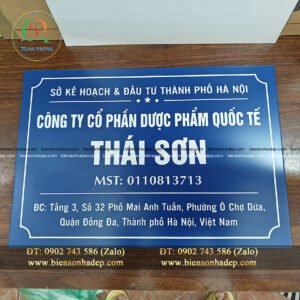 TUẤN PHONG
SỞ KẾ HOẠCH & ĐẦU TƯ THÀNH PHỐ HÀ NỘI
CÔNG TY CỔ PHẦN DƯỢC PHẨM QUỐC TẾ
THÁI SƠN
MST: 0110813713
ĐC: Tầng 3, Số 32 Phố Mai Anh Tuấn, Phường Ô Chợ Dừa,
Quận Đống Đa, Thành phố Hà Nội, Việt Nam
ĐT: 0902 743 586 (Zalo)
ĐT: 0902 743 586 (Zalo)
www.biensonhadep.com
www.biensonhadep.com